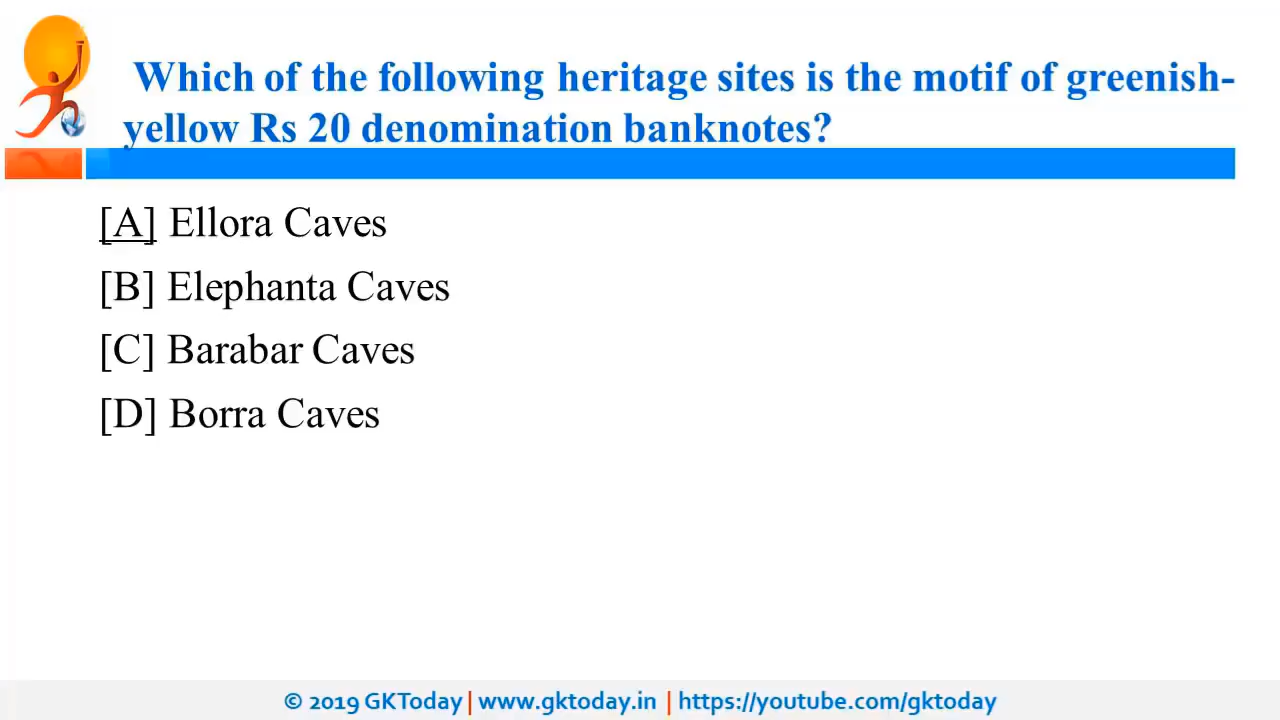 Which of the following heritage sites is the motif of greenish-
yellow Rs 20 denomination banknotes?
[A] Ellora Caves
[B] Elephanta Caves
[C] Barabar Caves
[D] Borra Caves
© 2019 GKToday | www.gktoday.in | https://youtube.com/gktoday